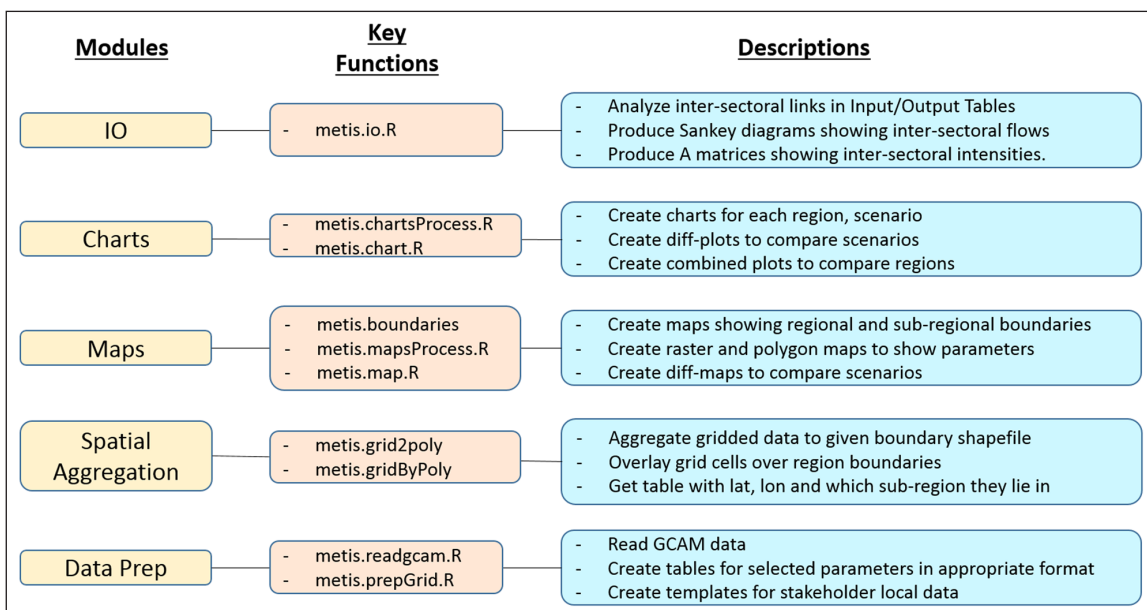 Modules
Key
Functions
Descriptions
IO
- metis.io.R
- Analyze inter-sectoral links in Input/Output Tables
- Produce Sankey diagrams showing inter-sectoral flows
- Produce A matrices showing inter-sectoral intensities.
Charts
- metis.chartsProcess.R
- metis.chart.R
- Create charts for each region, scenario
- Create diff-plots to compare scenarios
- Create combined plots to compare regions
Maps
- metis.boundaries
- metis.mapsProcess.R
- metis.map.R
- Create maps showing regional and sub-regional boundaries
- Create raster and polygon maps to show parameters
- Create diff-maps to compare scenarios
Spatial
Aggregation
- metis.grid2poly
- metis.gridByPoly
- Aggregate gridded data to given boundary shapefile
- Overlay grid cells over region boundaries
- Get table with lat, lon and which sub-region they lie in
Data Prep
- metis.readgcam.R
- metis.prepGrid.R
- Read GCAM data
- Create tables for selected parameters in appropriate format
- Create templates for stakeholder local data